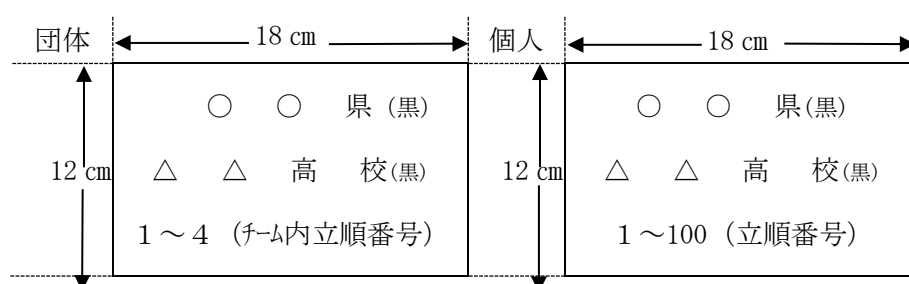 団体 18 cm 個人 18 cm
○ ○ 県(黒) ○ ○ 県(黒)
12 cm △ △ 高 校(黒) 12 cm △ △ 高 校(黒)
1～4 (ﾁｰﾑ内立順番号) 1～100 (立順番号)